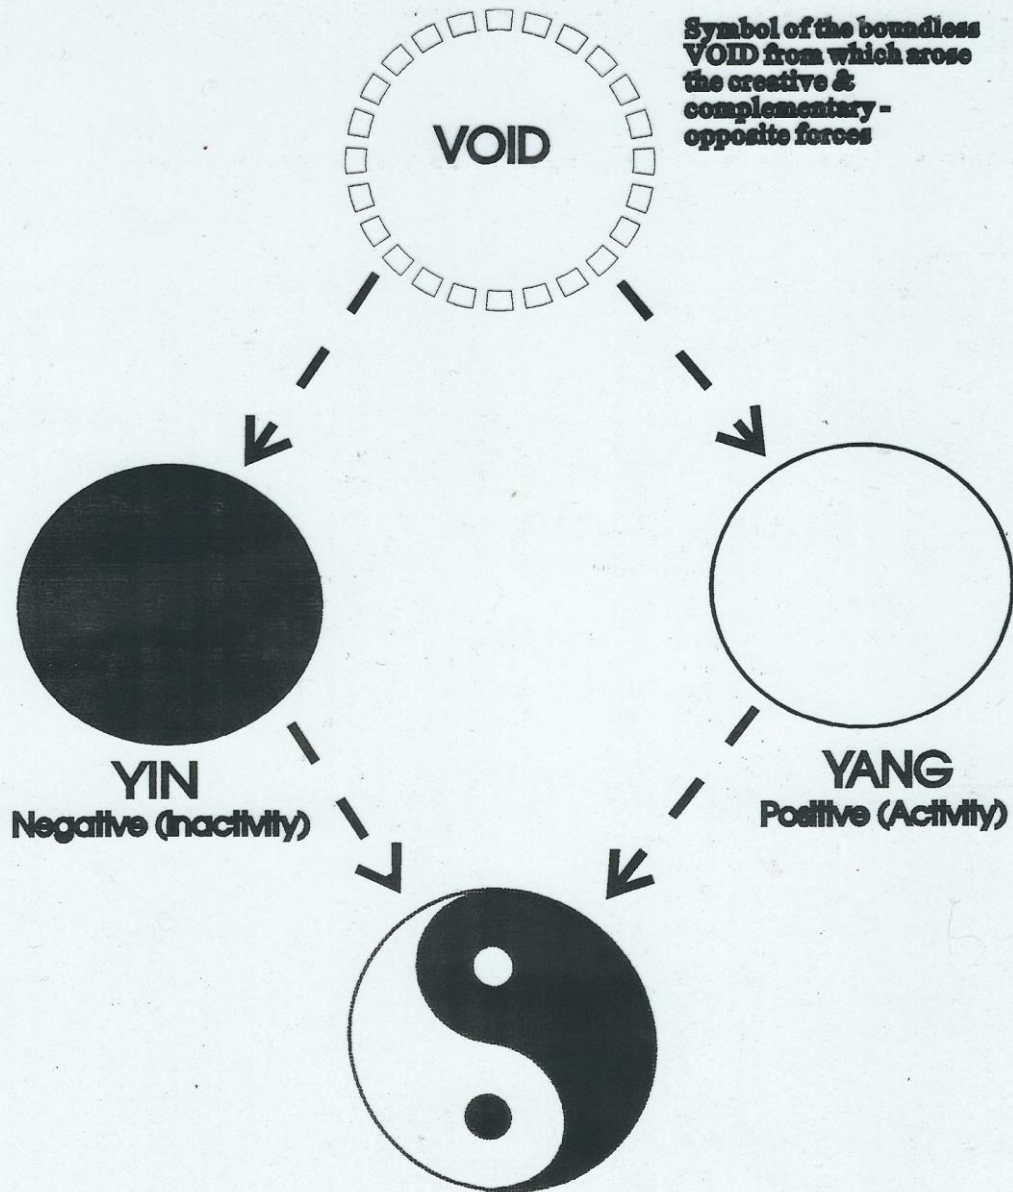 Symbol of the boundless
VOID from which arose
the creative &
complementary -
opposite forces
VOID
YIN
Negative (Inactivity)
YANG
Positive (Activity)